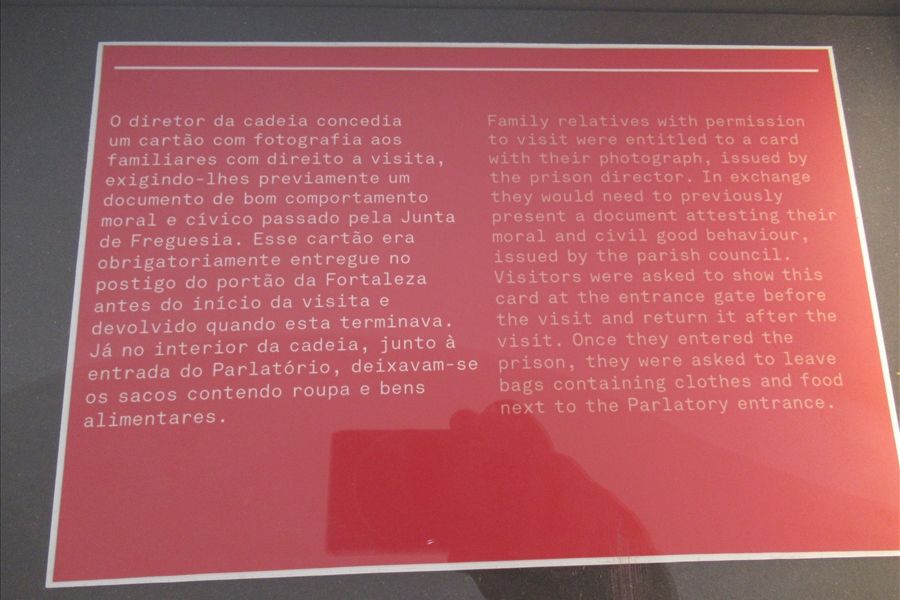 O diretor da cadeia concedia
um cartão com fotografia aos
familiares com direito a visita,
exigindo-lhes previamente um
documento de bom comportamento
moral e cívico passado pela Junta
de Freguesia. Esse cartão era
obrigatoriamente entregue no
postigo do portão da Fortaleza
antes do início da visita e
devolvido quando esta terminava.
Já no interior da cadeia, junto à
entrada do Parlatório, deixavam-se
os sacos contendo roupa e bens
alimentares.
Family relatives with permission
to visit were entitled to a card
with their photograph, issued by
the prison director. In exchange
they would need to previously
present a document attesting their
moral and civil good behaviour,
issued by the parish council.
Visitors were asked to show this
card at the entrance gate before
the visit and return it after the
visit. Once they entered the
prison, they were asked to leave
bags containing clothes and food
next to the Parlatory entrance.